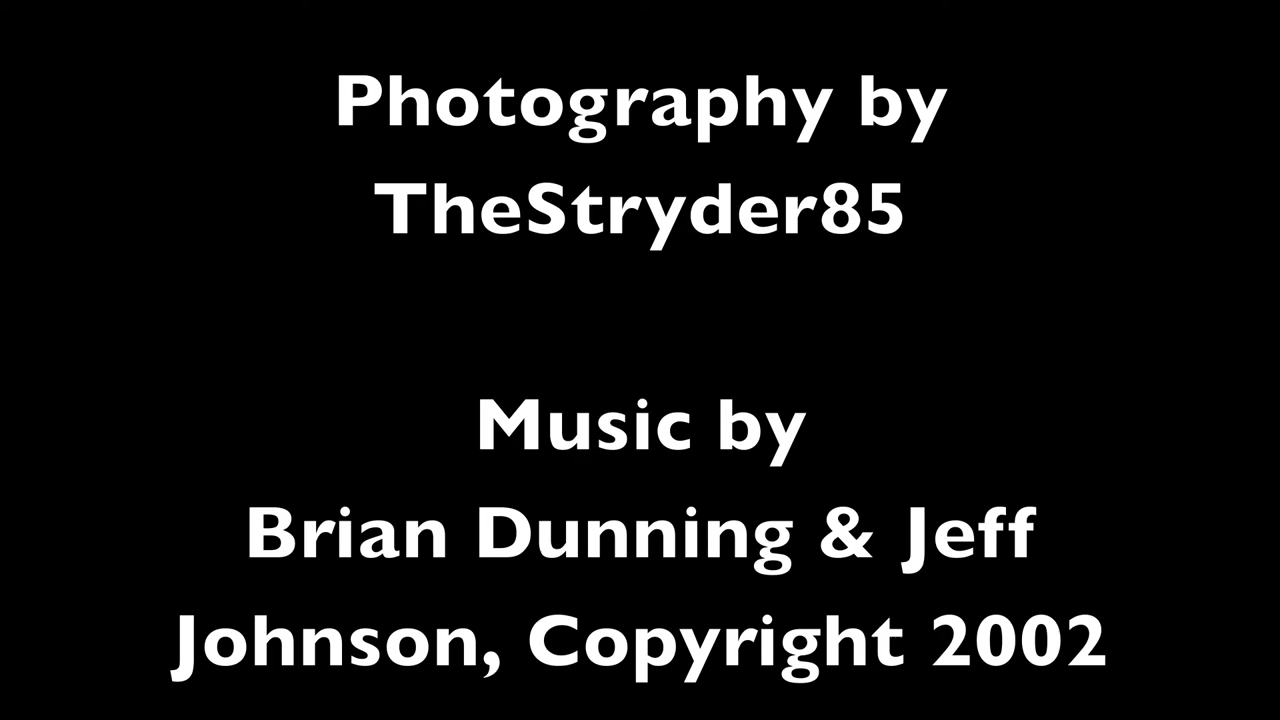 Photography by
TheStryder85
Music by
Brian Dunning & Jeff
Johnson, Copyright 2002